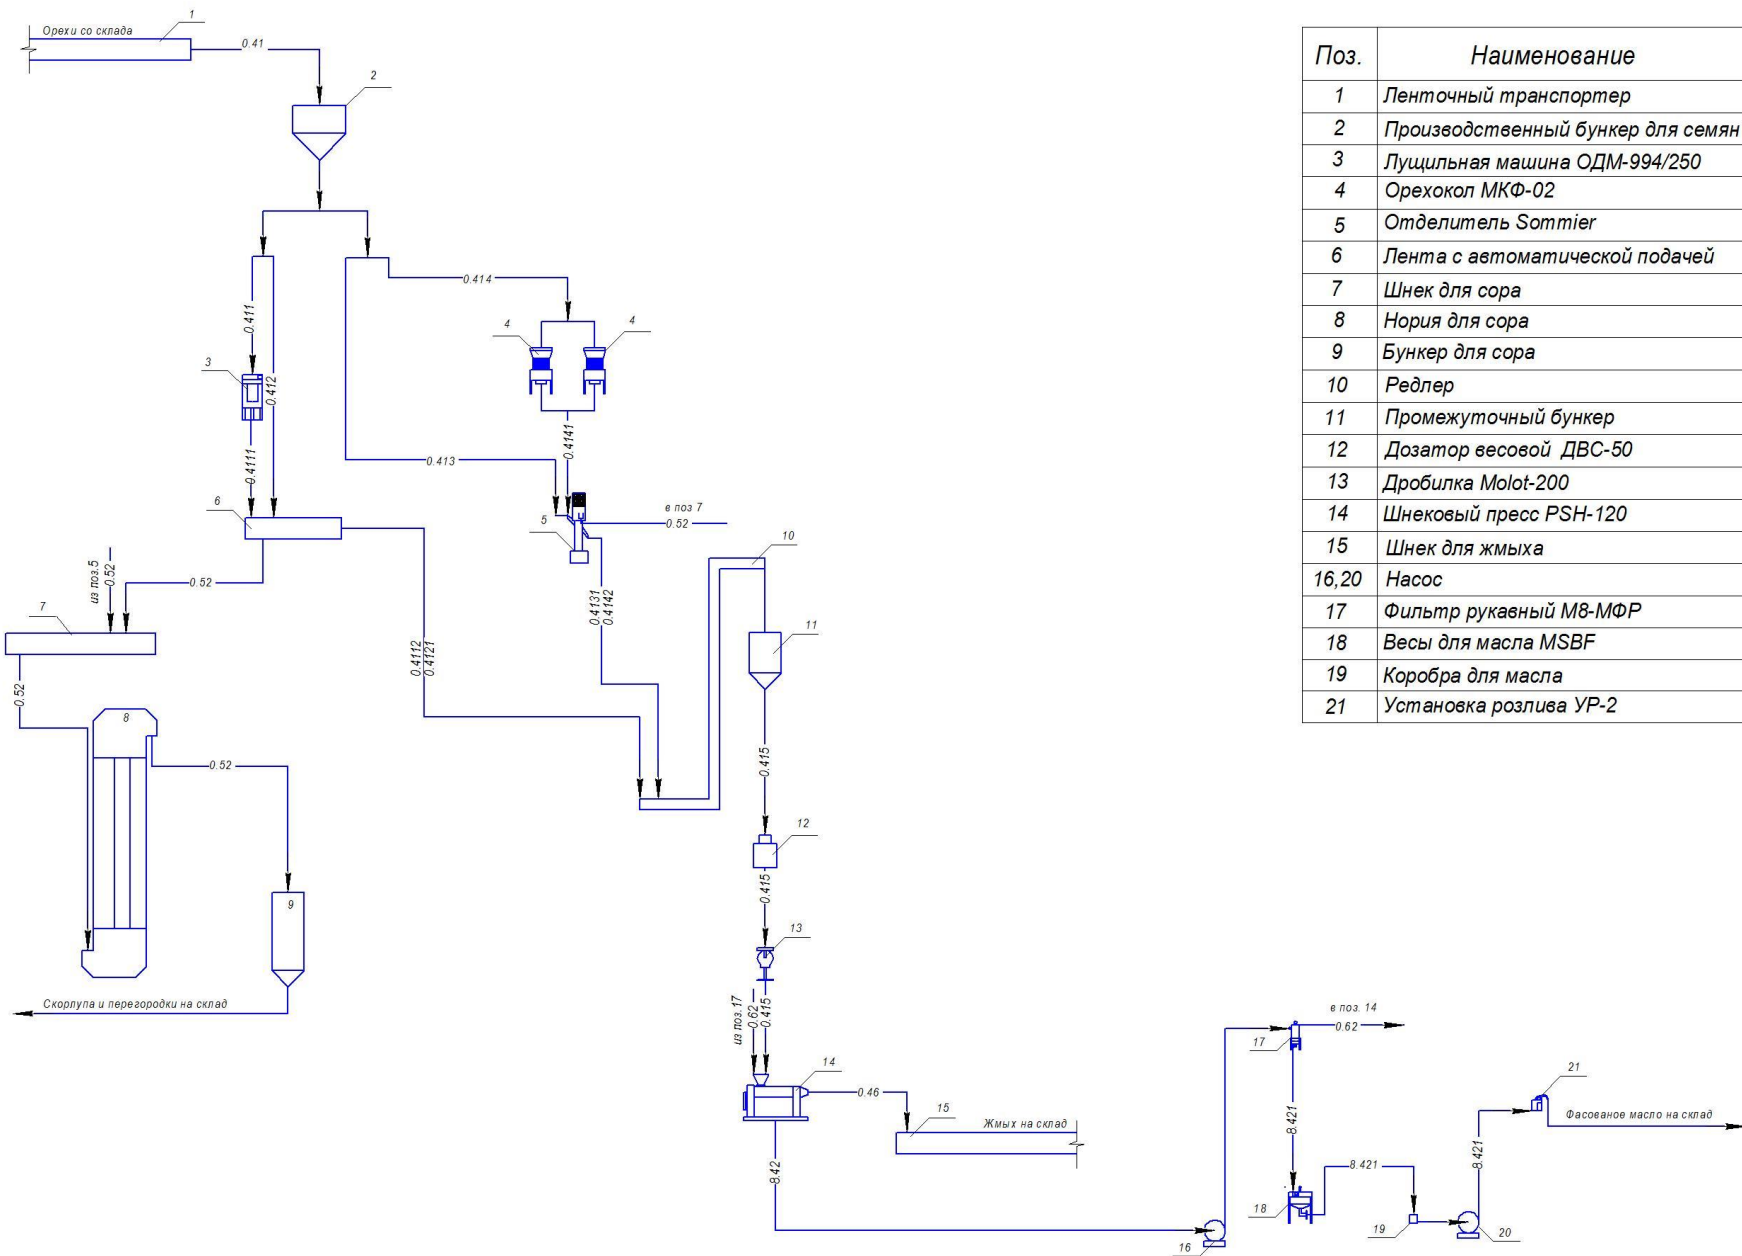 Орехи со склада
1
0.41
2
0.414
0.411
0.412
3
4
4
0.4111
0.413
0.4141
6
5
в поз 7
0.52
10
из поз.5
0.52
0.52
7
0.4131
0.4142
11
0.4112
0.4121
0.52
8
0.52
0.415
12
9
0.415
13
Скорлупа и перегородки на склад
из поз.17
0.62
0.415
14
0.46
15
Жмых на склад
8.42
16
17
в поз. 14
0.62
8.421
18
8.421
19
20
8.421
21
Фасованое масло на склад
Поз. Наименование
1 Ленточный транспортер
2 Производственный бункер для семян
3 Лущильная машина ОДМ-994/250
4 Орехокол МКФ-02
5 Отделитель Sommier
6 Лента с автоматической подачей
7 Шнек для сора
8 Нория для сора
9 Бункер для сора
10 Редлер
11 Промежуточный бункер
12 Дозатор весовой ДВС-50
13 Дробилка Molot-200
14 Шнековый пресс PSH-120
15 Шнек для жмыха
16,20 Насос
17 Фильтр рукавный М8-МФР
18 Весы для масла MSBF
19 Коробра для масла
21 Установка розлива УР-2